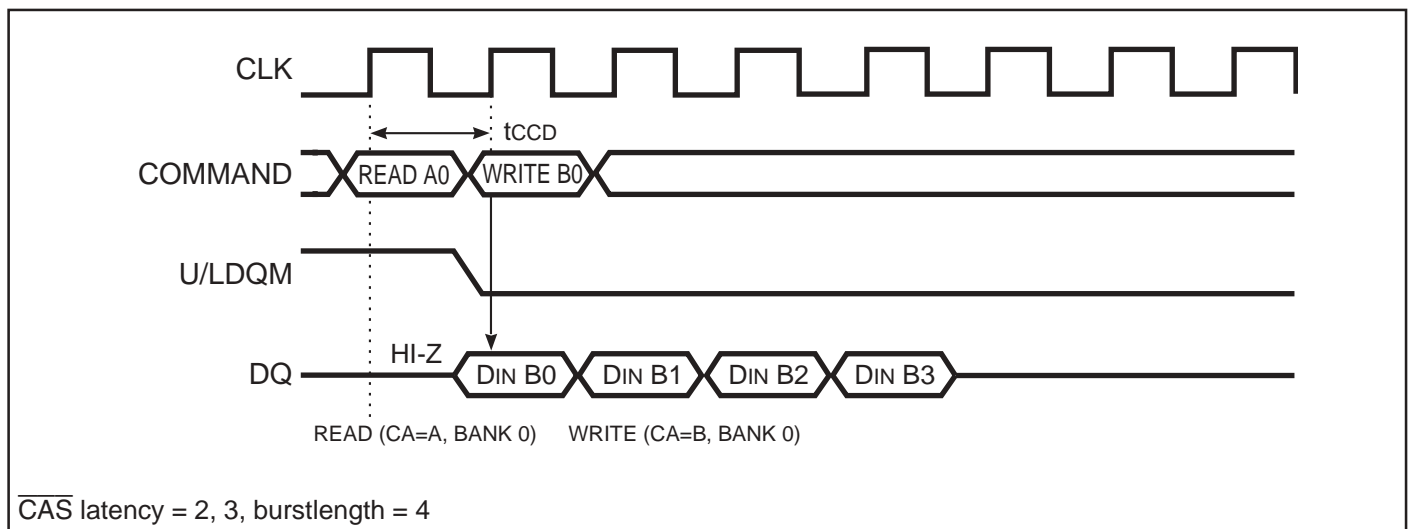 CLK
tCCD
COMMAND READ A0 WRITE B0
U/LDQM
HI-Z
DQ DIN B0 DIN B1 DIN B2 DIN B3
READ (CA=A, BANK 0) WRITE (CA=B, BANK 0)
C̅A̅S̅ latency = 2, 3, burstlength = 4